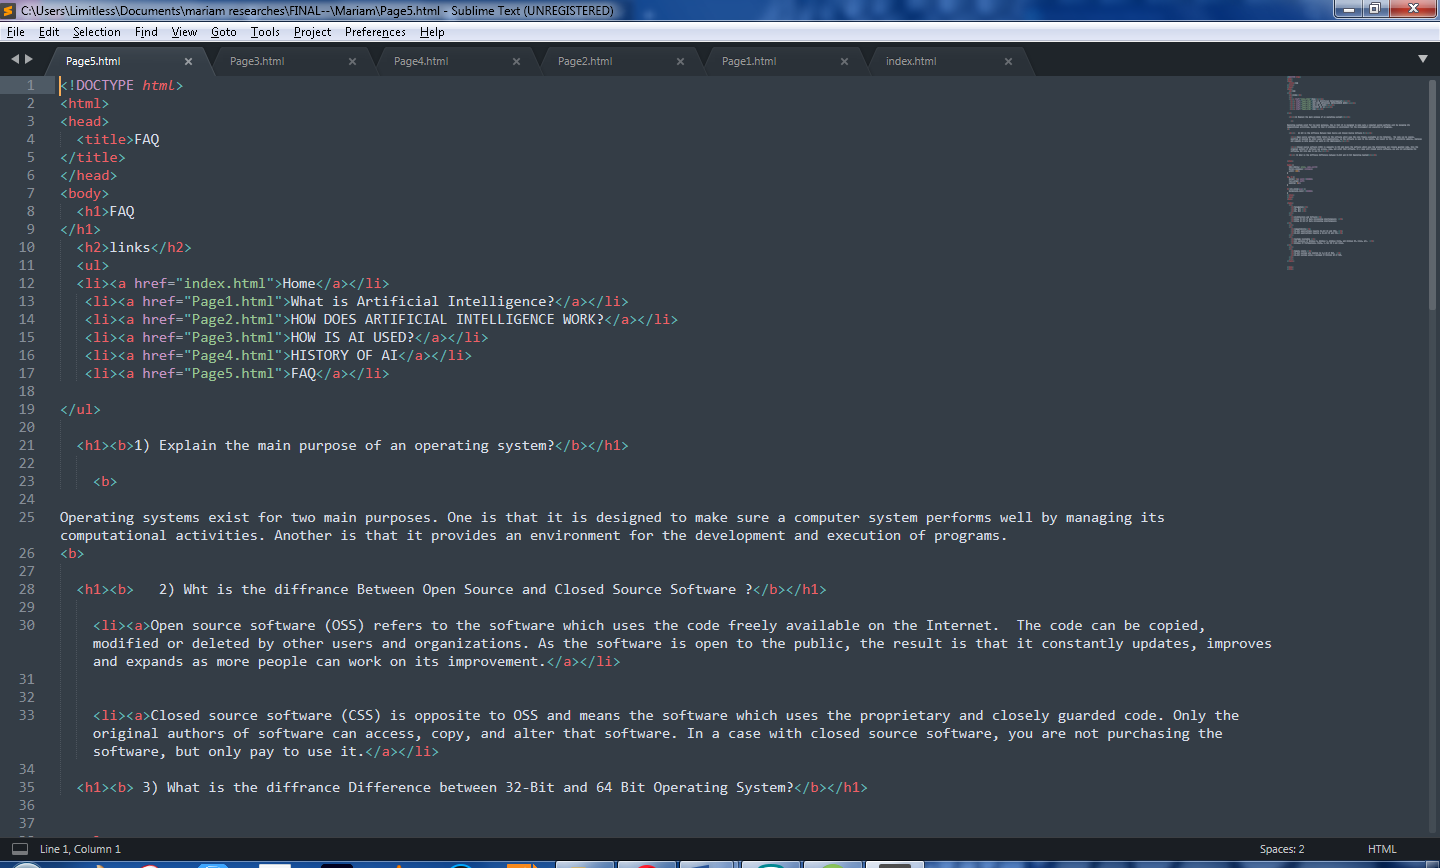 C:\Users\Limitless\Documents\mariam researches\FINAL--\Mariam\Page5.html - Sublime Text (UNREGISTERED)
File Edit Selection Find View Goto Tools Project Preferences Help
Page5.html Page3.html Page4.html Page2.html Page1.html index.html
1 <!DOCTYPE html>
2 <html>
3 <head>
4 <title>FAQ
5 </title>
6 </head>
7 <body>
8 <h1>FAQ
9 </h1>
10 <h2>links</h2>
11 <ul>
12 <li><a href="index.html">Home</a></li>
13 <li><a href="Page1.html">What is Artificial Intelligence?</a></li>
14 <li><a href="Page2.html">HOW DOES ARTIFICIAL INTELLIGENCE WORK?</a></li>
15 <li><a href="Page3.html">HOW IS AI USED?</a></li>
16 <li><a href="Page4.html">HISTORY OF AI</a></li>
17 <li><a href="Page5.html">FAQ</a></li>
18
19 </ul>
20
21 <h1><b>1) Explain the main purpose of an operating system?</b></h1>
22
23 <b>
24
25 Operating systems exist for two main purposes. One is that it is designed to make sure a computer system performs well by managing its
computational activities. Another is that it provides an environment for the development and execution of programs.
26 <b>
27
28 <h1><b>   2) Wht is the diffrance Between Open Source and Closed Source Software ?</b></h1>
29
30 <li><a>Open source software (OSS) refers to the software which uses the code freely available on the Internet.  The code can be copied,
modified or deleted by other users and organizations. As the software is open to the public, the result is that it constantly updates, improves
and expands as more people can work on its improvement.</a></li>
31
32
33 <li><a>Closed source software (CSS) is opposite to OSS and means the software which uses the proprietary and closely guarded code. Only the
original authors of software can access, copy, and alter that software. In a case with closed source software, you are not purchasing the
software, but only pay to use it.</a></li>
34
35 <h1><b> 3) What is the diffrance Difference between 32-Bit and 64 Bit Operating System?</b></h1>
36
37
Line 1, Column 1 Spaces: 2 HTML